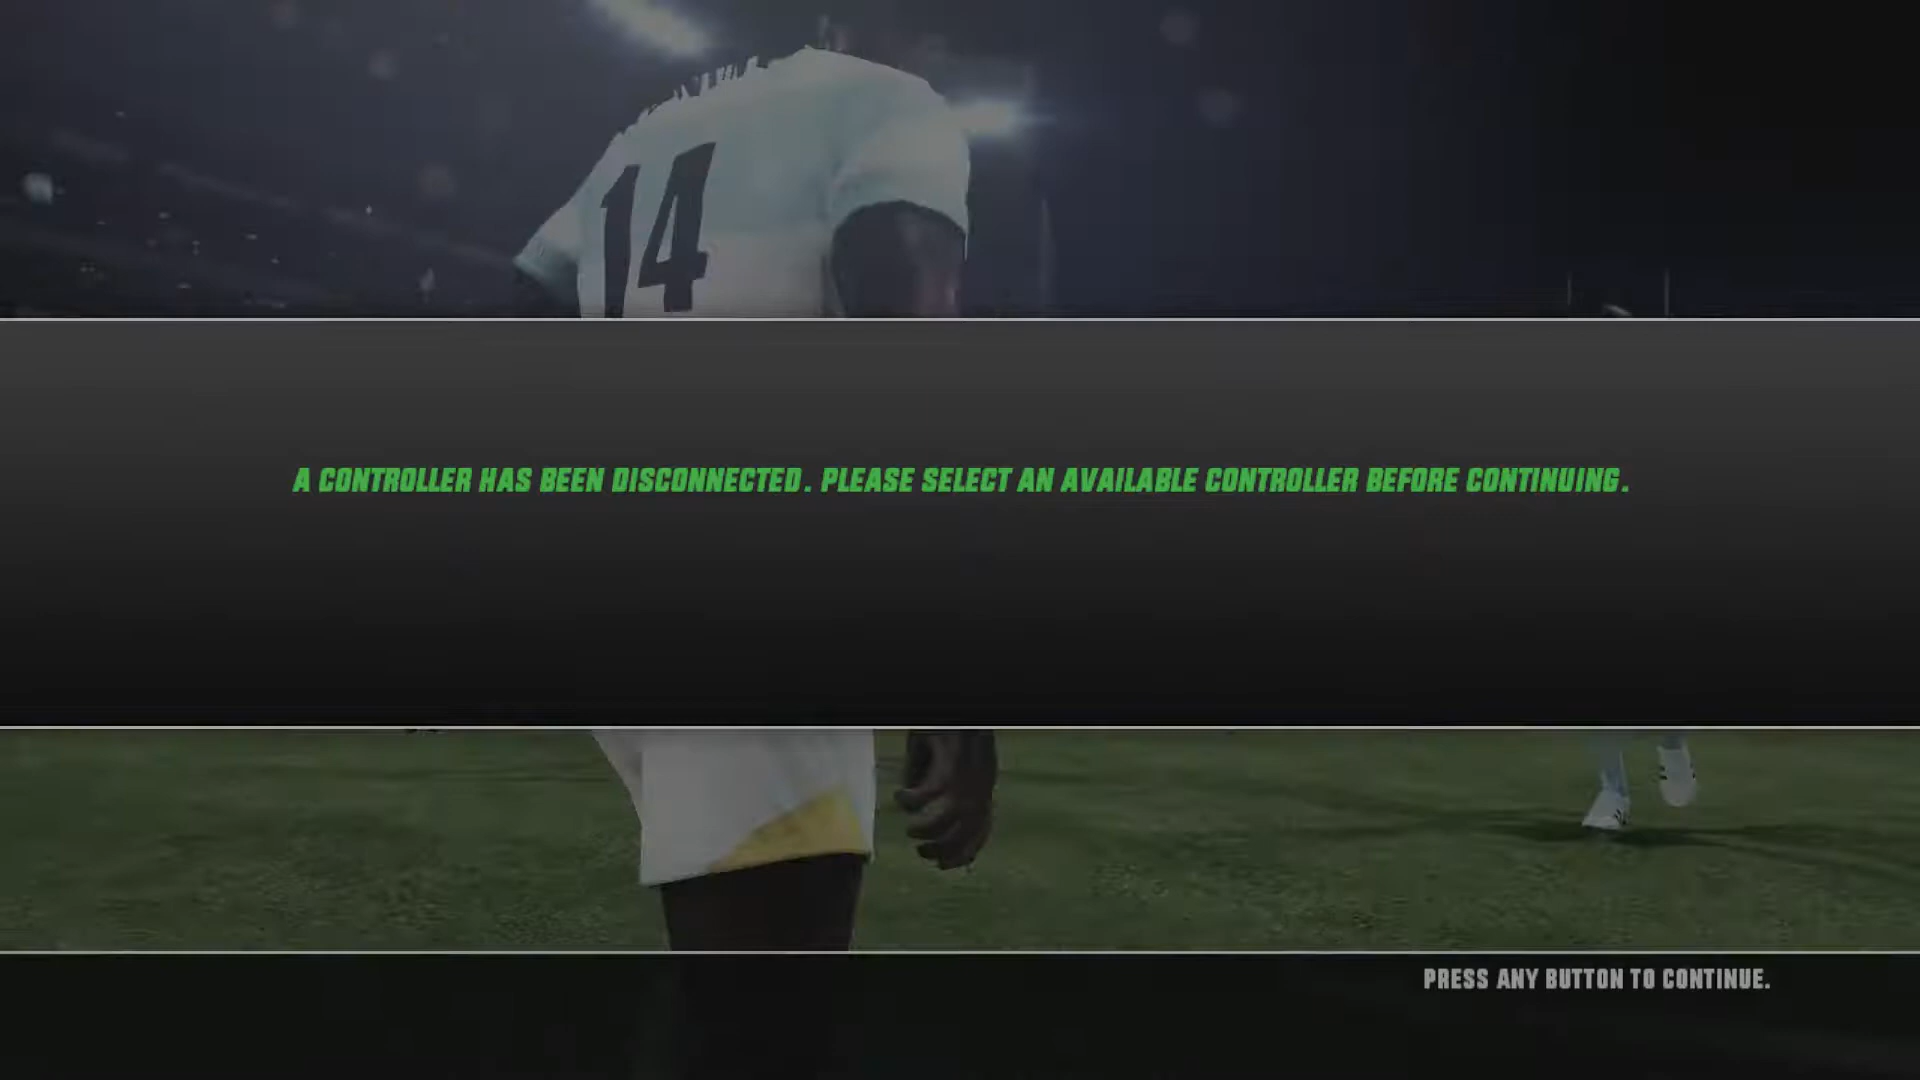 14
A CONTROLLER HAS BEEN DISCONNECTED. PLEASE SELECT AN AVAILABLE CONTROLLER BEFORE CONTINUING.
PRESS ANY BUTTON TO CONTINUE.